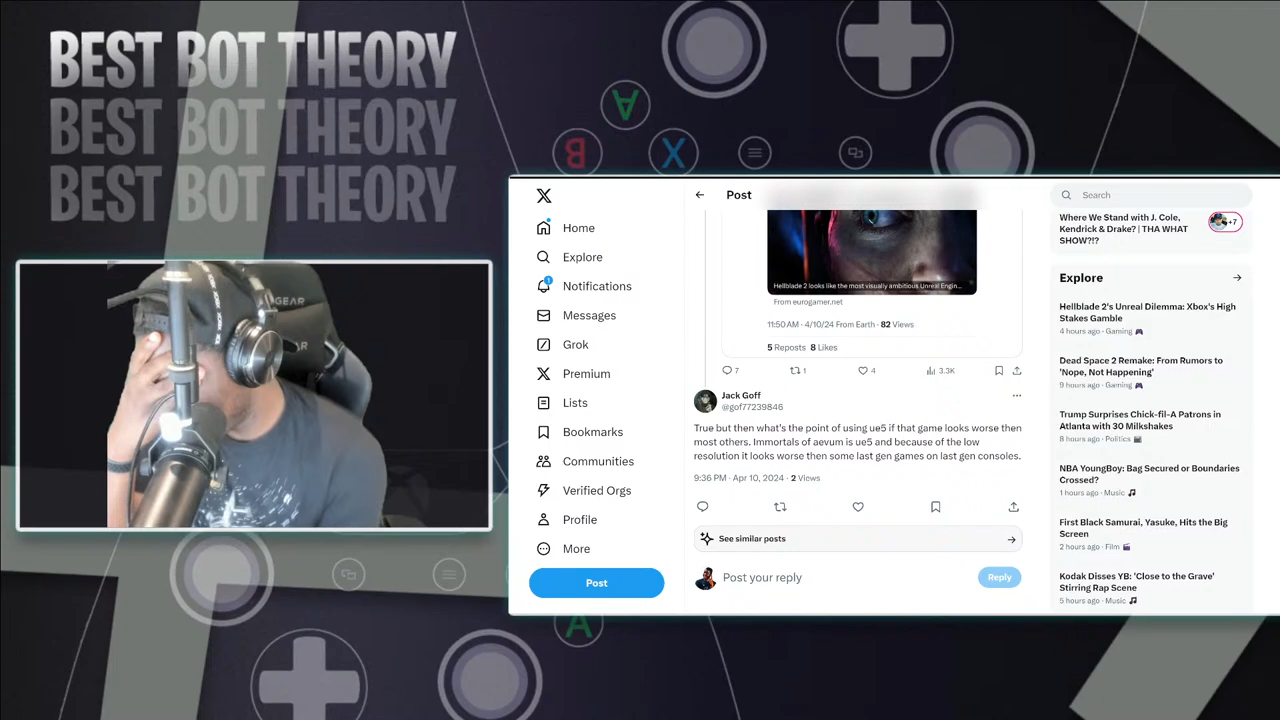 BEST BOT THEORY
BEST BOT THEORY
BEST BOT THEORY
A
B
X
GEAR
Home
Explore
1
Notifications
Messages
Grok
Premium
Lists
Bookmarks
Communities
Verified Orgs
Profile
More
Post
Post
Hellblade 2 looks like the most visually ambitious Unreal Engin...
From eurogamer.net
11:50 AM · 4/10/24 From Earth · 82 Views
5 Reposts 8 Likes
7
1
4
3.3K
Jack Goff
@gof77239846
True but then what's the point of using ue5 if that game looks worse then
most others. Immortals of aevum is ue5 and because of the low
resolution it looks worse then some last gen games on last gen consoles.
9:36 PM · Apr 10, 2024 · 2 Views
See similar posts
Post your reply
Reply
Search
Where We Stand with J. Cole,
Kendrick & Drake? | THA WHAT
SHOW?!?
+7
Explore
Hellblade 2's Unreal Dilemma: Xbox's High
Stakes Gamble
4 hours ago · Gaming 🎮
Dead Space 2 Remake: From Rumors to
'Nope, Not Happening'
9 hours ago · Gaming 🎮
Trump Surprises Chick-fil-A Patrons in
Atlanta with 30 Milkshakes
8 hours ago · Politics
NBA YoungBoy: Bag Secured or Boundaries
Crossed?
1 hours ago · Music 🎵
First Black Samurai, Yasuke, Hits the Big
Screen
2 hours ago · Film
Kodak Disses YB: 'Close to the Grave'
Stirring Rap Scene
5 hours ago · Music 🎵
A